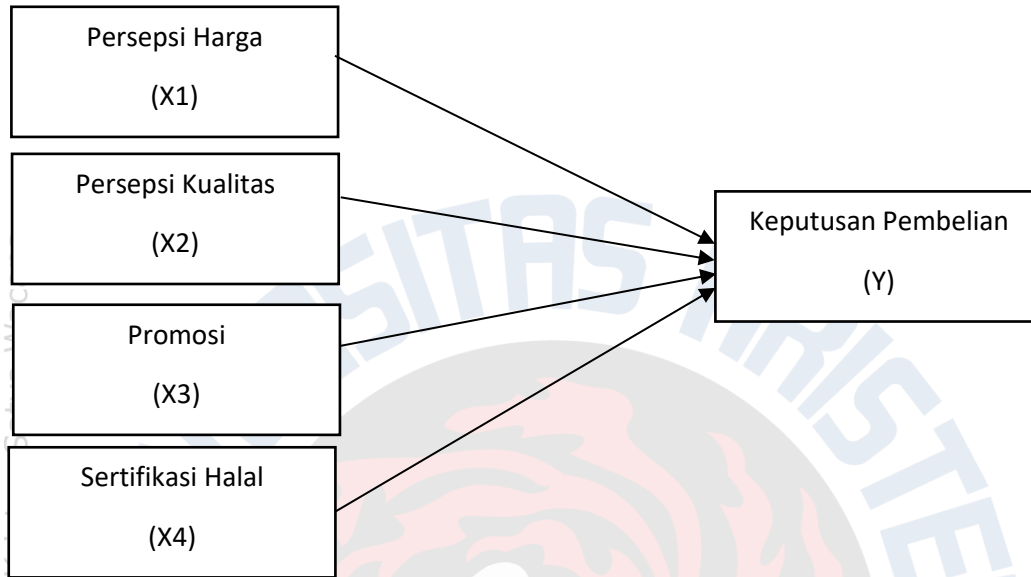 Persepsi Harga
(X1)
Persepsi Kualitas
(X2)
Promosi
(X3)
Sertifikasi Halal
(X4)
Keputusan Pembelian
(Y)